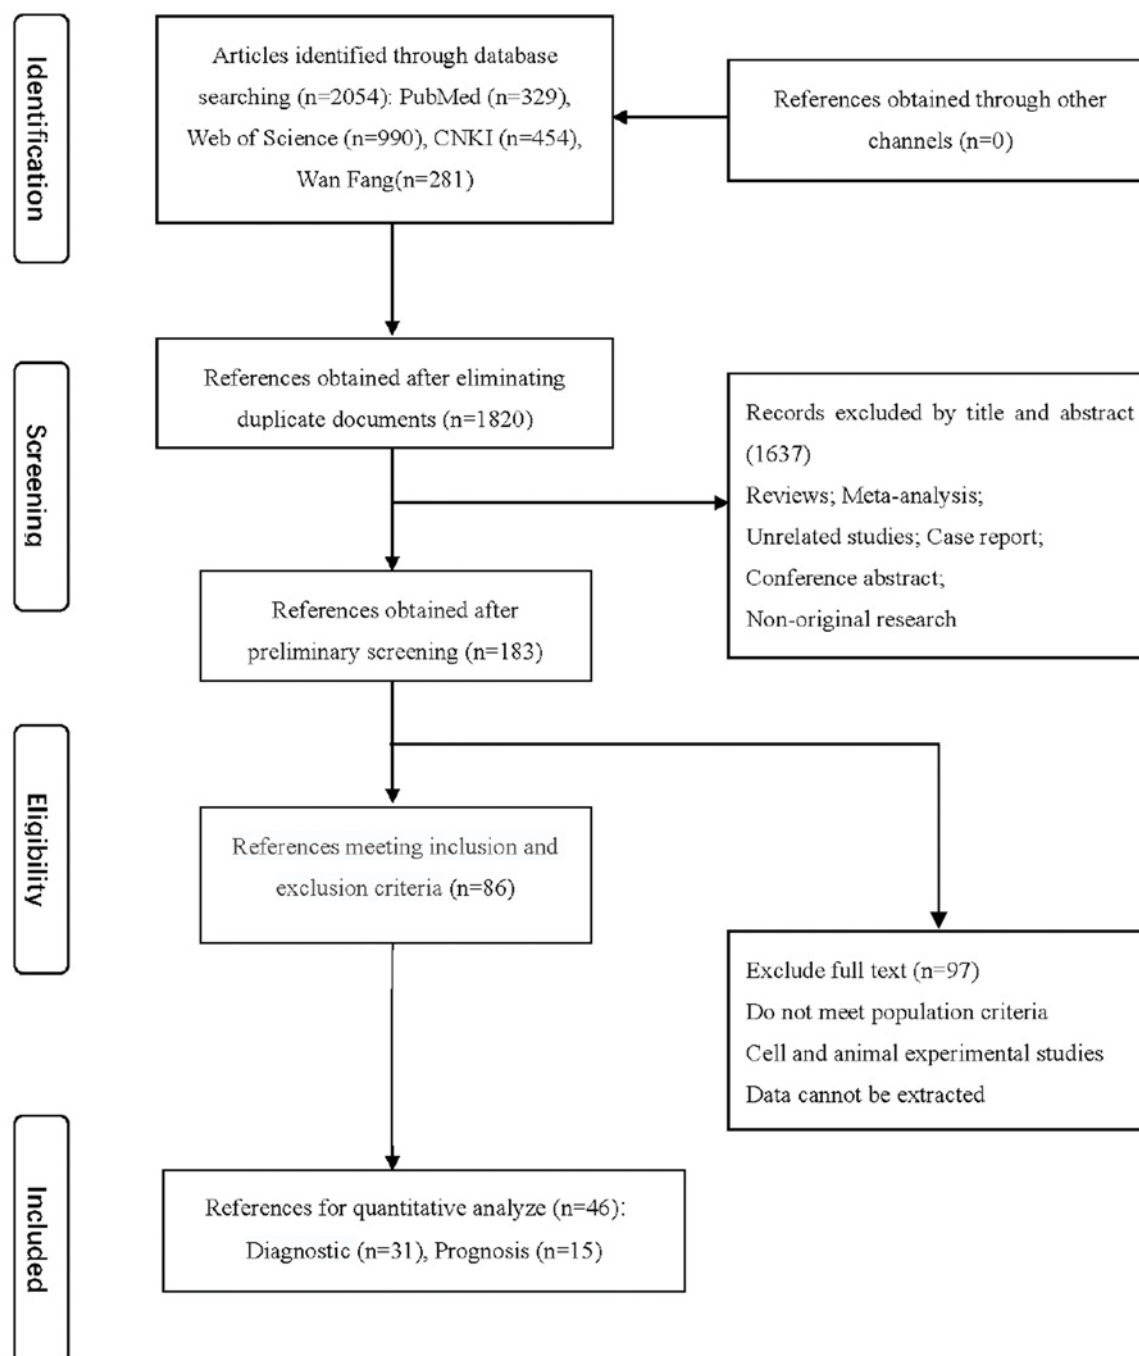 Identification
Articles identified through database
searching (n=2054): PubMed (n=329),
Web of Science (n=990), CNKI (n=454),
Wan Fang(n=281)
References obtained through other
channels (n=0)
Screening
References obtained after eliminating
duplicate documents (n=1820)
Records excluded by title and abstract
(1637)
Reviews; Meta-analysis;
Unrelated studies; Case report;
Conference abstract;
Non-original research
References obtained after
preliminary screening (n=183)
Eligibility
References meeting inclusion and
exclusion criteria (n=86)
Exclude full text (n=97)
Do not meet population criteria
Cell and animal experimental studies
Data cannot be extracted
Included
References for quantitative analyze (n=46):
Diagnostic (n=31), Prognosis (n=15)